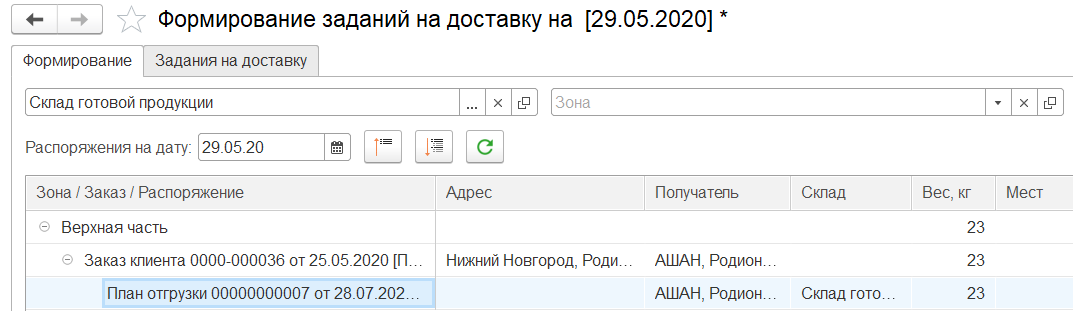 Формирование заданий на доставку на [29.05.2020] *
Формирование Задания на доставку
Склад готовой продукции ... Зона
Распоряжения на дату: 29.05.20
Зона / Заказ / Распоряжение Адрес Получатель Склад Вес, кг Мест
Верхная часть 23
Заказ клиента 0000-000036 от 25.05.2020 [П... Нижний Новгород, Роди... АШАН, Родион... 23
План отгрузки 00000000007 от 28.07.202... АШАН, Родион... Склад гото... 23